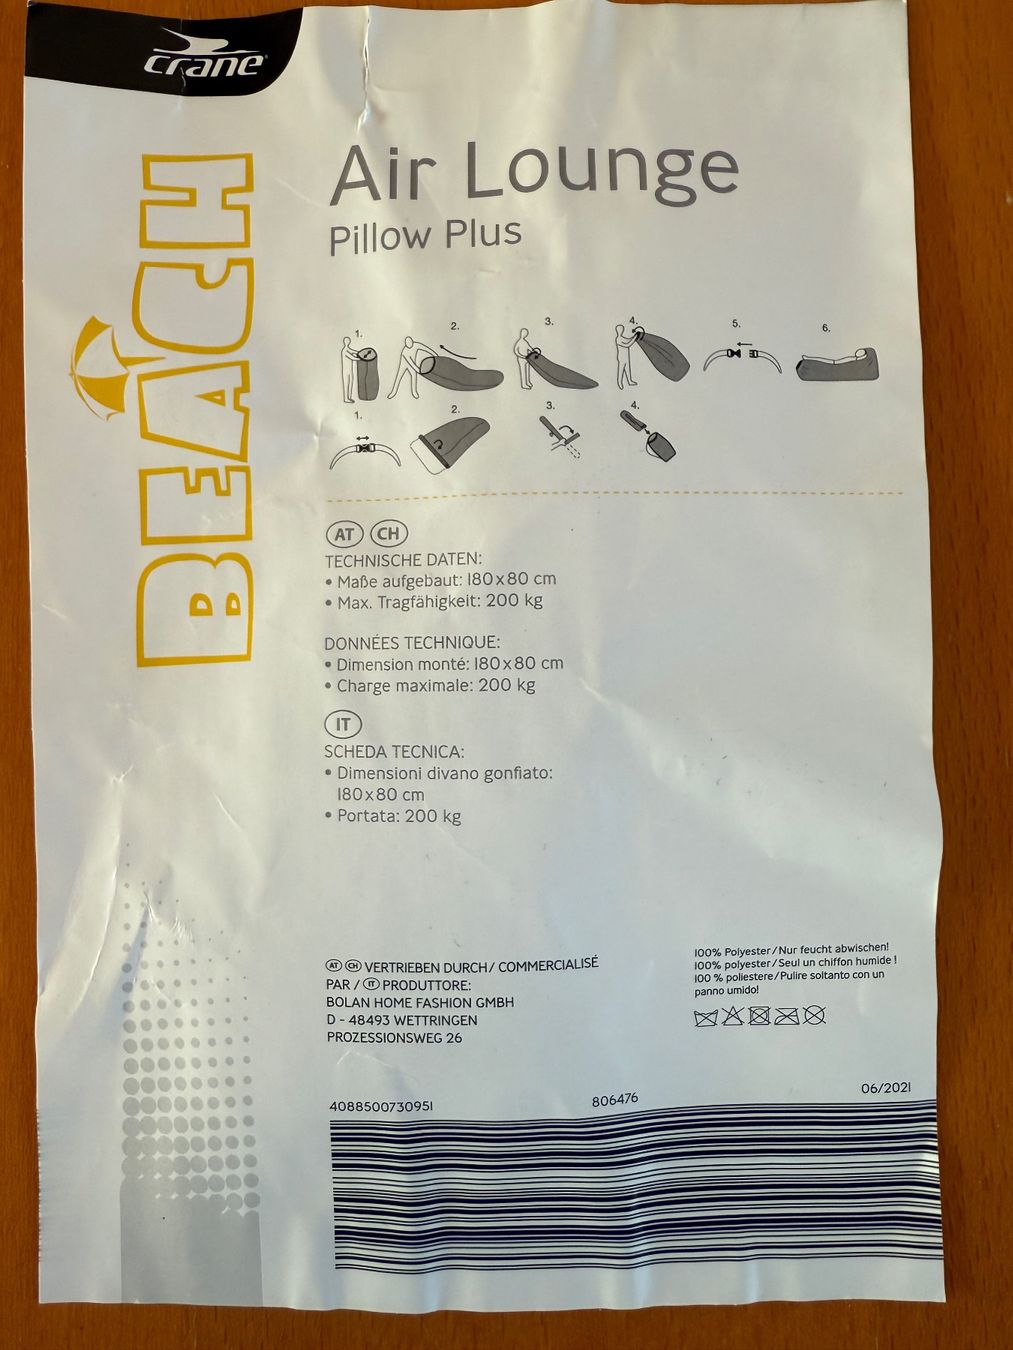 crane
BEACH
Air Lounge
Pillow Plus
1. 2. 3. 4. 5. 6.
1. 2. 3. 4.
AT CH
TECHNISCHE DATEN:
• Maße aufgebaut: 180x80 cm
• Max. Tragfähigkeit: 200 kg
DONNÉES TECHNIQUE:
• Dimension monté: 180x80 cm
• Charge maximale: 200 kg
IT
SCHEDA TECNICA:
• Dimensioni divano gonfiato:
180x80 cm
• Portata: 200 kg
AT CH VERTRIEBEN DURCH/ COMMERCIALISÉ
PAR / IT PRODUTTORE:
BOLAN HOME FASHION GMBH
D - 48493 WETTRINGEN
PROZESSIONSWEG 26
100% Polyester/Nur feucht abwischen!
100% polyester/Seul un chiffon humide !
100 % poliestere/Pulire soltanto con un
panno umido!
4088500730951
806476
06/2021